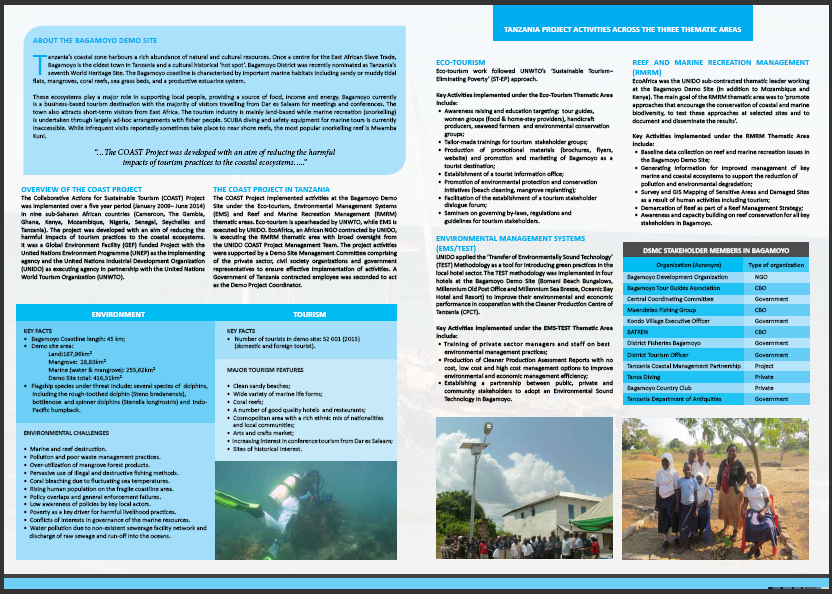 ABOUT THE BAGAMOYO DEMO SITE
Tanzania's coastal zone harbours a rich abundance of natural and cultural resources. Once a centre for the East African Slave Trade,
Bagamoyo is the oldest town in Tanzania and a cultural historical 'hot spot'. Bagamoyo District was recently nominated as Tanzania's
seventh World Heritage Site. The Bagamoyo coastline is characterised by important marine habitats including sandy or muddy tidal
flats, mangroves, coral reefs, sea grass beds, and a productive estuarine system.
These ecosystems play a major role in supporting local people, providing a source of food, income and energy. Bagamoyo currently
is a business-based tourism destination with the majority of visitors travelling from Dar es Salaam for meetings and conferences. The
town also attracts short-term visitors from Africa. The tourism industry is mainly land-based while marine recreation (snorkelling)
is undertaken through largely ad-hoc arrangements with fisher people. SCUBA diving and safety equipment for marine tours is currently
inaccessible. While infrequent visits reportedly sometimes take place to near shore reefs, the most popular snorkelling reef is Mwamba
Kuni.
"...The COAST Project was developed with an aim of reducing the harmful
impacts of tourism practices to the coastal ecosystems....."
OVERVIEW OF THE COAST PROJECT
The Collaborative Actions for Sustainable Tourism (COAST) Project
was implemented over a five year period (January 2009– June 2014)
in nine sub-Saharan African countries (Cameroon, The Gambia,
Ghana, Kenya, Mozambique, Nigeria, Senegal, Seychelles and
Tanzania). The project was developed with an aim of reducing the
harmful impacts of tourism practices to the coastal ecosystems.
It was a Global Environment Facility (GEF) funded Project with the
United Nations Environment Programme (UNEP) as the implementing
agency and the United Nations Industrial Development Organization
(UNIDO) as executing agency in partnership with the United Nations
World Tourism Organization (UNWTO).
THE COAST PROJECT IN TANZANIA
The COAST Project implemented activities at the Bagamoyo Demo
Site under the Eco-tourism, Environmental Management Systems
(EMS) and Reef and Marine Recreation Management (RMRM)
thematic areas. Eco-tourism is spearheaded by UNWTO, while EMS is
executed by UNIDO. EcoAfrica, an African NGO contracted by UNIDO,
is executing the RMRM thematic area with broad oversight from
the UNIDO COAST Project Management Team. The project activities
were supported by a Demo Site Management Committee comprising
of the private sector, civil society organizations and government
representatives to ensure effective implementation of activities. A
Government of Tanzania contracted employee was seconded to act
as the Demo Project Coordinator.
ENVIRONMENT
KEY FACTS
• Bagamoyo Coastline length: 45 km;
• Demo site area:
Land:187,96km²
Mangrove: 28,83km²
Marine (water & mangrove): 255,62km²
Demo Site total: 416,51km²
• Flagship species under threat include: several species of dolphins,
including the rough-toothed dolphin (Steno bredanensis),
bottlenose and spinner dolphins (Stenella longirostris) and Indo-
Pacific humpback.
ENVIRONMENTAL CHALLENGES
• Marine and reef destruction.
• Pollution and poor waste management practices.
• Over-utilization of mangrove forest products.
• Pervasive use of illegal and destructive fishing methods.
• Coral bleaching due to fluctuating sea temperatures.
• Rising human population on the fragile coastline area.
• Policy overlaps and general enforcement failures.
• Low awareness of policies by key local actors.
• Poverty as a key driver for harmful livelihood practices.
• Conflicts of interests in governance of the marine resources.
• Water pollution due to non-existent sewerage facility network and
discharge of raw sewage and run-off into the oceans.
TOURISM
KEY FACTS
• Number of tourists in demo site: 52 001 (2013)
(domestic and foreign tourist).
MAJOR TOURISM FEATURES
• Clean sandy beaches;
• Wide variety of marine life forms;
• Coral reefs;
• A number of good quality hotels and restaurants;
• Cosmopolitan area with a rich ethnic mix of nationalities
and local communities;
• Arts and crafts market;
• Increasing interest in conference tourism from Dar es Salaam;
• Sites of historical interest.
TANZANIA PROJECT ACTIVITIES ACROSS THE THREE THEMATIC AREAS
ECO-TOURISM
Eco-tourism work followed UNWTO's 'Sustainable Tourism–
Eliminating Poverty' (ST-EP) approach.
Key Activities implemented under the Eco-Tourism Thematic Area
include:
• Awareness raising and education targeting: tour guides,
women groups (food & home-stay providers), handicraft
producers, seaweed farmers and environmental conservation
groups;
• Tailor-made trainings for tourism stakeholder groups;
• Production of promotional materials (brochures, flyers,
website) and promotion and marketing of Bagamoyo as a
tourist destination;
• Establishment of a tourist information office;
• Promotion of environmental protection and conservation
initiatives (beach cleaning, mangrove replenting);
• Facilitation of the establishment of a tourism stakeholder
dialogue forum;
• Seminar on governing by-laws, regulations and
guidelines for tourism stakeholders.
ENVIRONMENTAL MANAGEMENT SYSTEMS
(EMS/TEST)
UNIDO applied the 'Transfer of Environmentally Sound Technology'
(TEST) Methodology as a tool for introducing green practices in the
local hotel sector. The TEST methodology was implemented in four
hotels at the Bagamoyo Demo Site (Bomani Beach Bungalows,
Millennium Old Post Office and Millennium Sea Breeze, Oceanic Bay
Hotel and Resort) to improve their environmental and economic
performance in cooperation with the Cleaner Production Centre of
Tanzania (CPCT).
Key Activities implemented under the EMS-TEST Thematic Area
include:
• Training of private sector managers and staff on best
environmental management practices;
• Production of Cleaner Production Assessment Reports with no
cost, low cost and high cost management options to improve
environmental and economic management efficiency;
• Establishing a partnership between public, private and
community stakeholders to adopt an Environmental Sound
Technology in Bagamoyo.
REEF AND MARINE RECREATION MANAGEMENT
(RMRM)
EcoAfrica was the UNIDO sub-contracted thematic leader working
at the Bagamoyo Demo Site (in addition to Mozambique and
Kenya). The main goal of the RMRM thematic area was to 'promote
approaches that encourage the conservation of coastal and marine
biodiversity, to test these approaches at selected sites and to
document and disseminate the results'.
Key Activities implemented under the RMRM Thematic Area
include:
• Baseline data collection on reef and marine recreation issues in
the Bagamoyo Demo Site;
• Generating information for improved management of key
marine and coastal ecosystems to support the reduction of
pollution and environmental degradation;
• Survey and GIS Mapping of Sensitive Areas and Damaged Sites
as a result of human activities including tourism;
• Demarcation of Reef as part of a Reef Management Strategy;
• Awareness and capacity building on reef conservation for all key
stakeholders in Bagamoyo.
DSMC STAKEHOLDER MEMBERS IN BAGAMOYO
Organization (Acronym) Type of organization
Bagamoyo Development Organization NGO
Bagamoyo Tour Guides Association CBO
Central Coordinating Committee Government
Maendeleo Fishing Group CBO
Kondo Village Executive Officer Government
BATREN CBO
District Fisheries Bagamoyo Government
District Tourism Officer Government
Tanzania Coastal Management Partnership Project
Tanza Diving Private
Bagamoyo Country Club Private
Tanzania Department of Antiquities Government